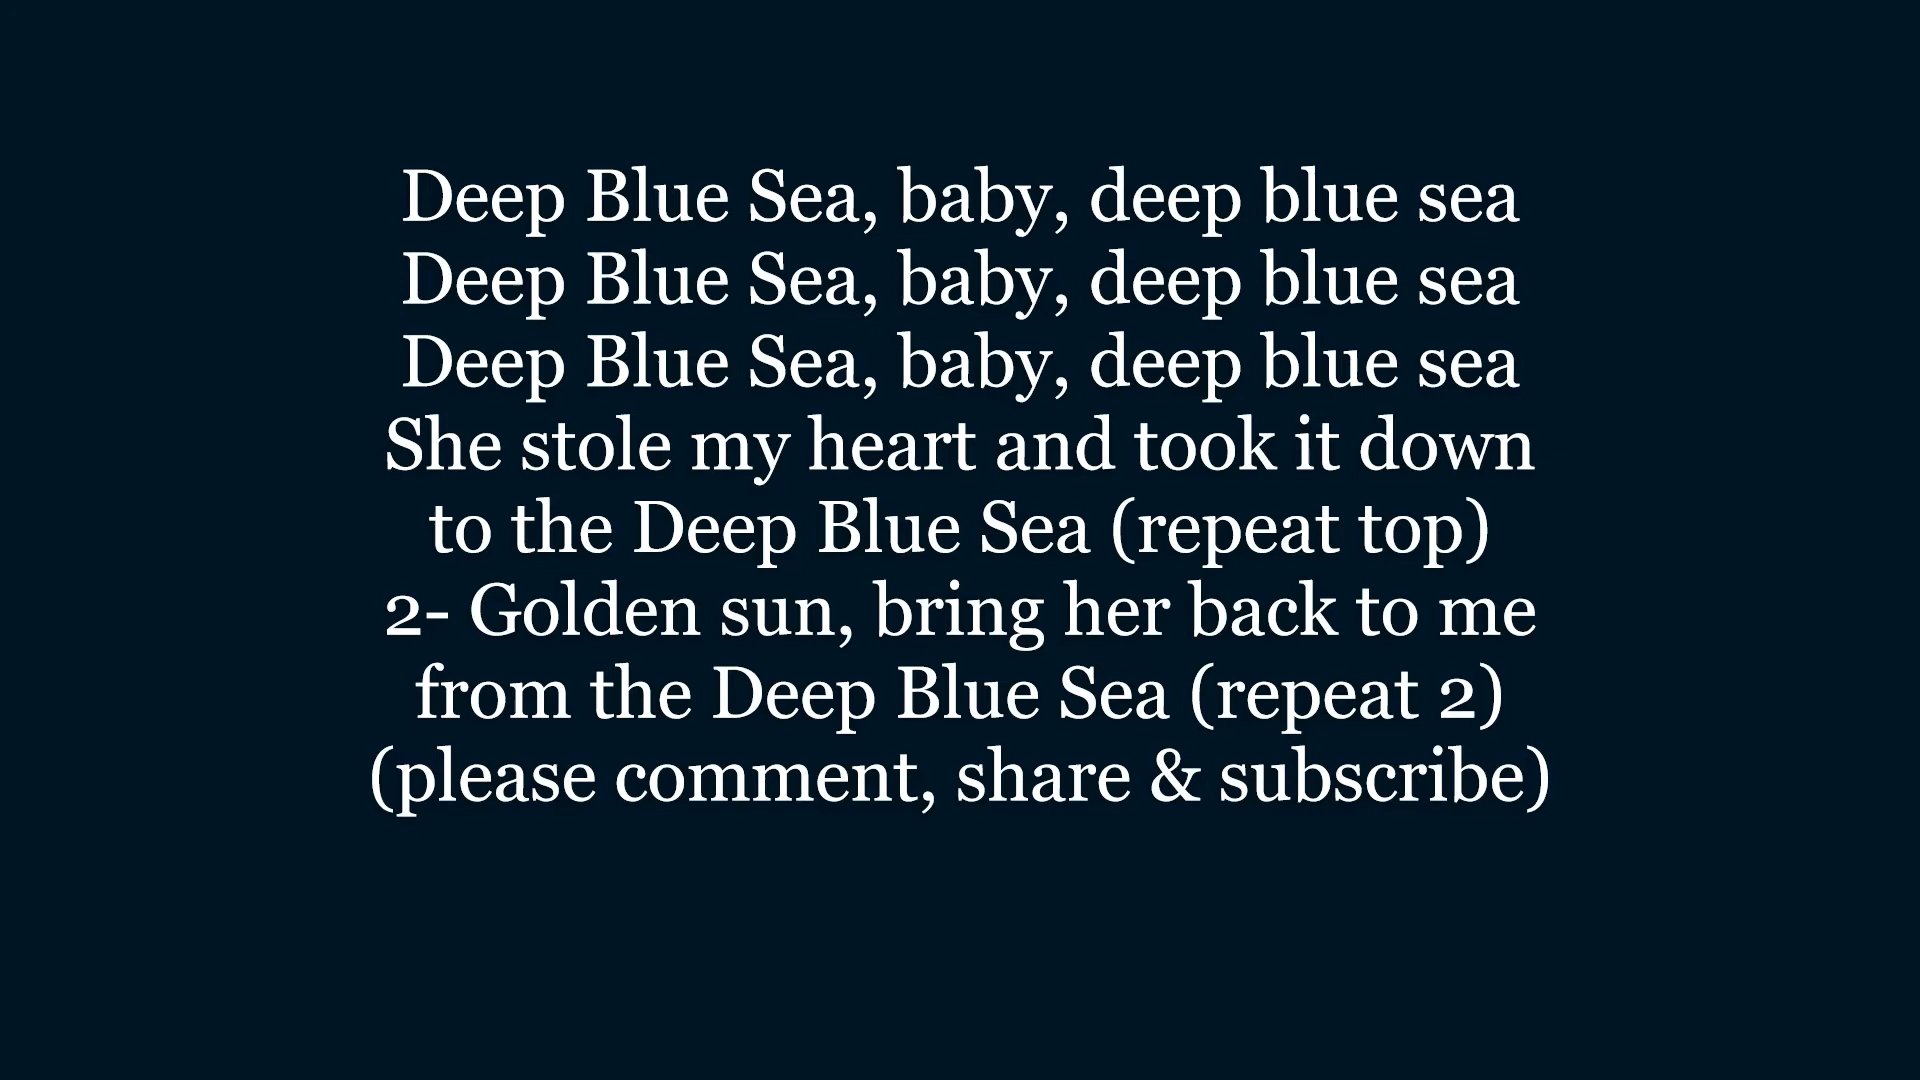 Deep Blue Sea, baby, deep blue sea
Deep Blue Sea, baby, deep blue sea
Deep Blue Sea, baby, deep blue sea
She stole my heart and took it down
to the Deep Blue Sea (repeat top)
2- Golden sun, bring her back to me
from the Deep Blue Sea (repeat 2)
(please comment, share & subscribe)